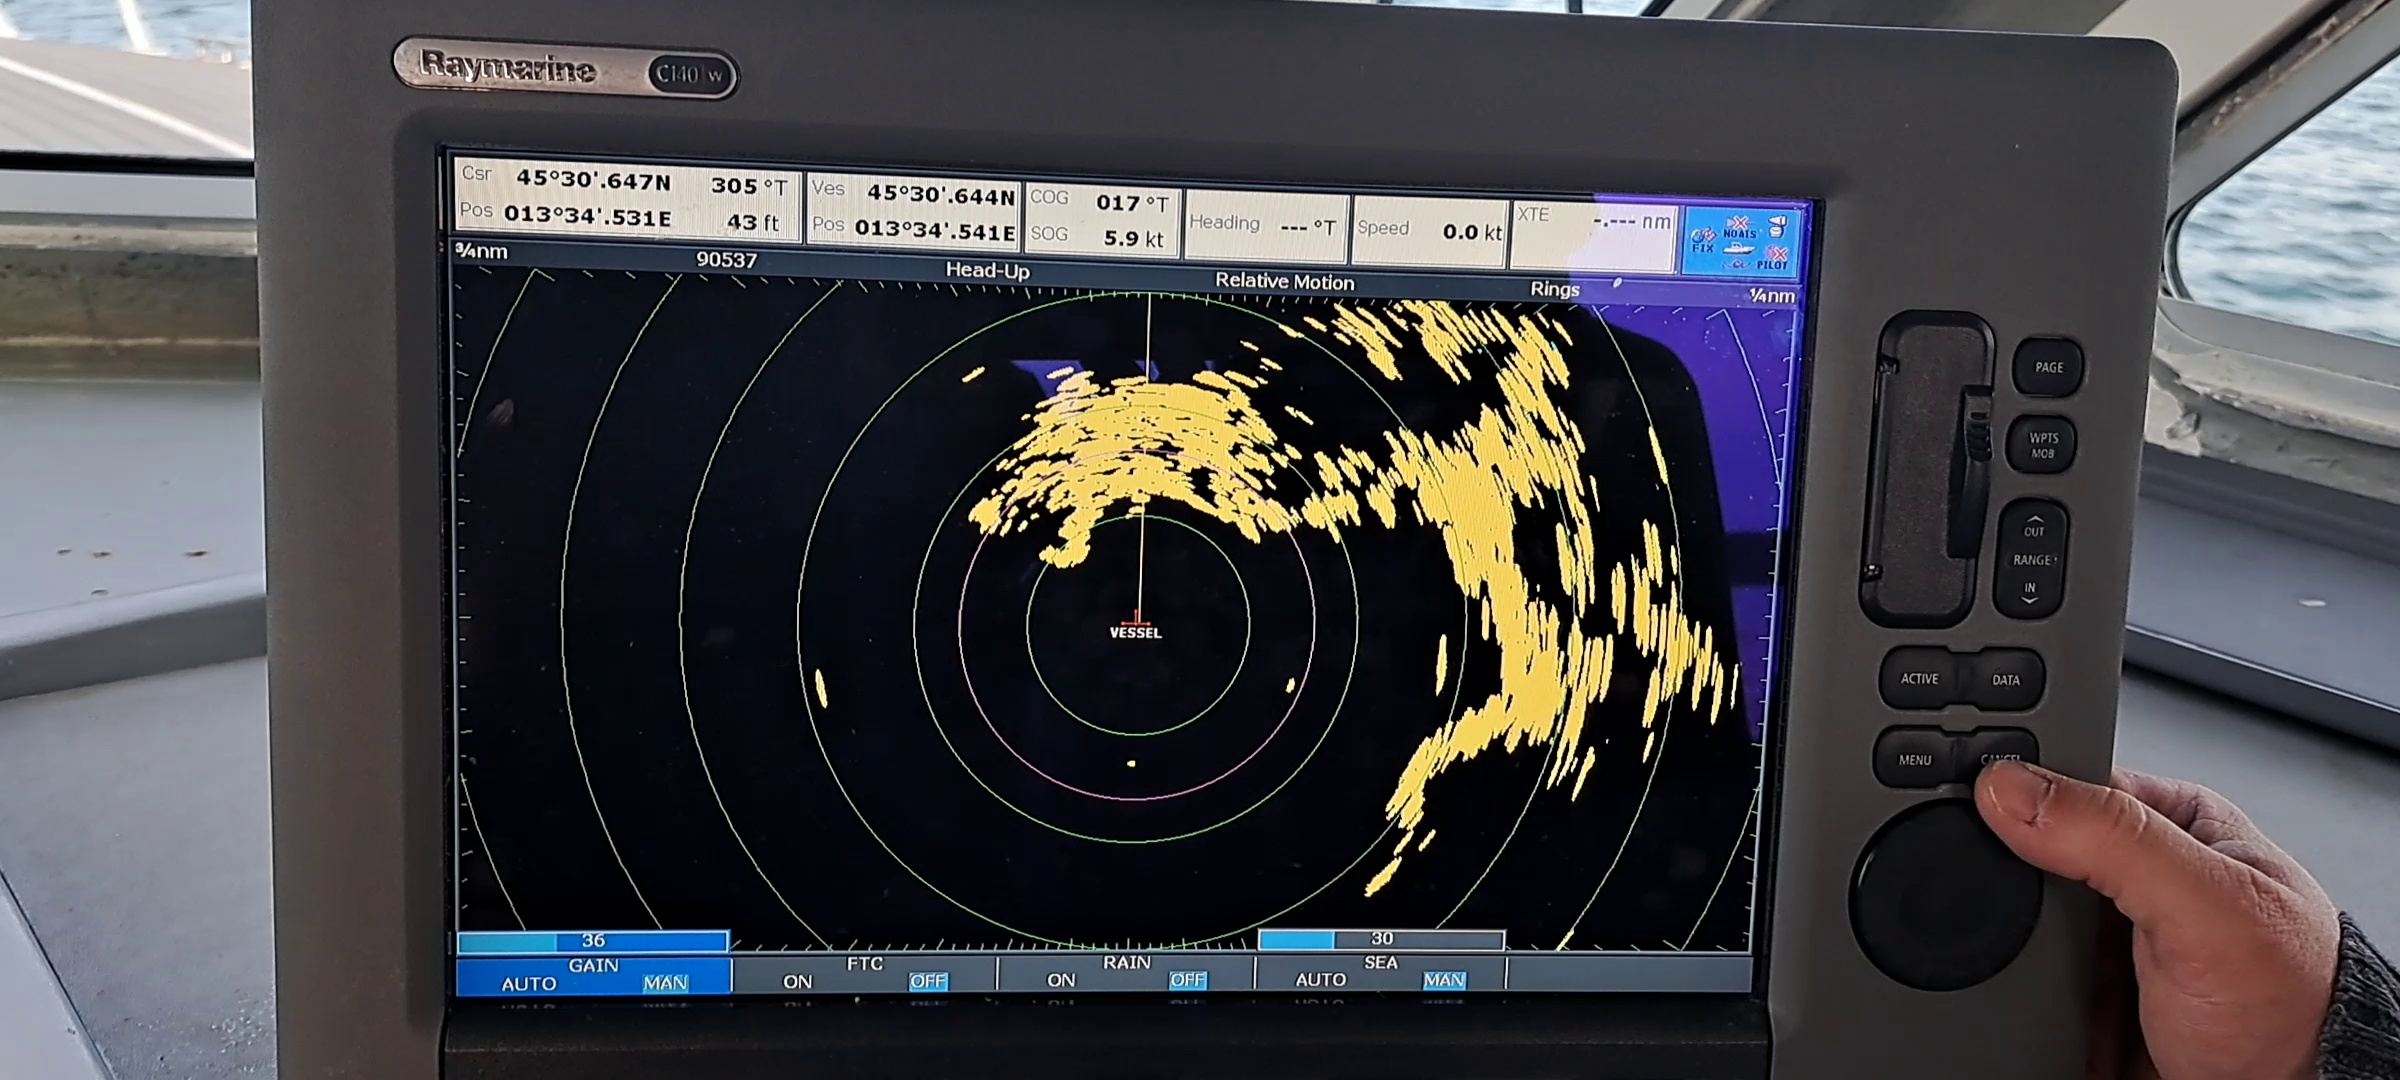 Raymarine C140 w
Csr 45°30'.647N 305 °T
Pos 013°34'.531E 43 ft
Ves 45°30'.644N
Pos 013°34'.541E
COG 017 °T
SOG 5.9 kt
Heading --- °T
Speed 0.0 kt
XTE -.--- nm
FIX NOAIS PILOT
¾nm 90537 Head-Up Relative Motion Rings ¼nm
VESSEL
36
GAIN
AUTO MAN
FTC
ON OFF
RAIN
ON OFF
30
SEA
AUTO MAN
PAGE
WPTS
MOB
OUT
RANGE
IN
ACTIVE DATA
MENU CANCEL